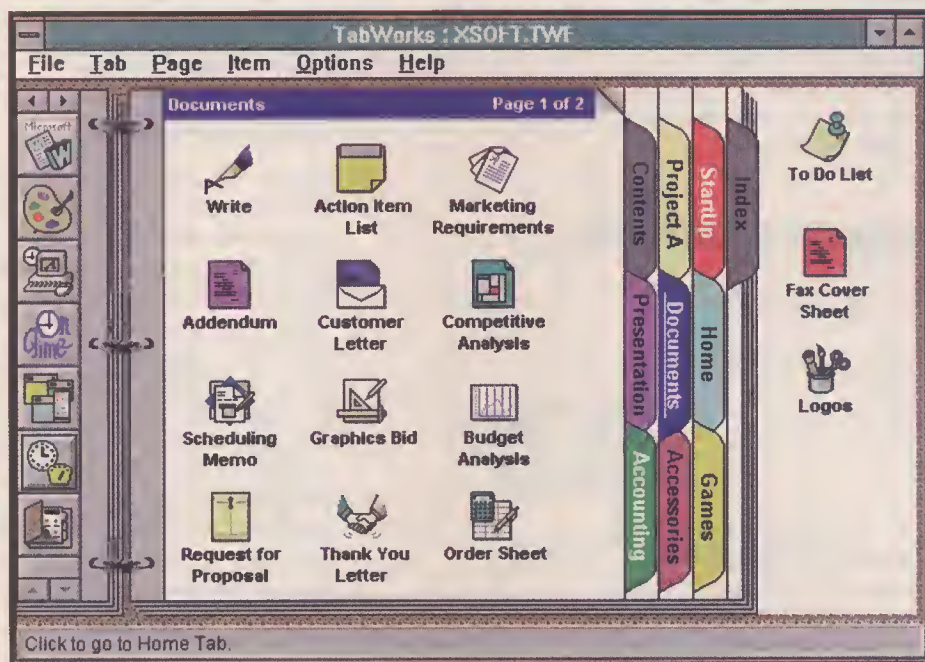 TabWorks : XSOFT.TWF
File Tab Page Item Options Help
Documents Page 1 of 2
Microsoft
W
Write
Action Item
List
Marketing
Requirements
Addendum
Customer
Letter
Competitive
Analysis
Scheduling
Memo
Graphics Bid
Budget
Analysis
Request for
Proposal
Thank You
Letter
Order Sheet
Contents
Presentation
Accounting
Project A
Documents
Accessories
StartUp
Home
Games
Index
To Do List
Fax Cover
Sheet
Logos
Click to go to Home Tab.